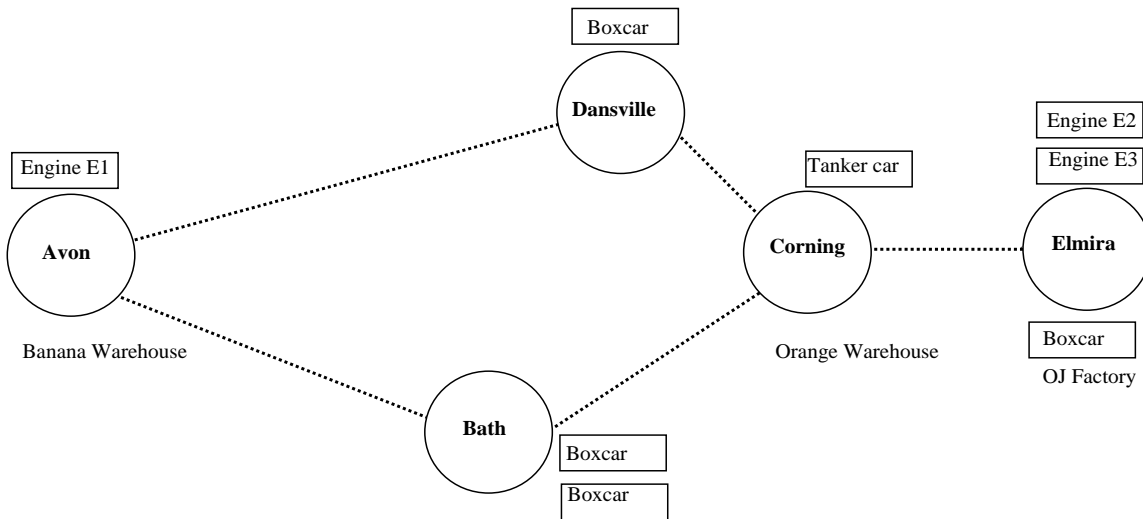 Boxcar
Dansville
Engine E2
Engine E1
Tanker car
Engine E3
Avon
Corning
Elmira
Banana Warehouse
Orange Warehouse
Boxcar
OJ Factory
Bath
Boxcar
Boxcar